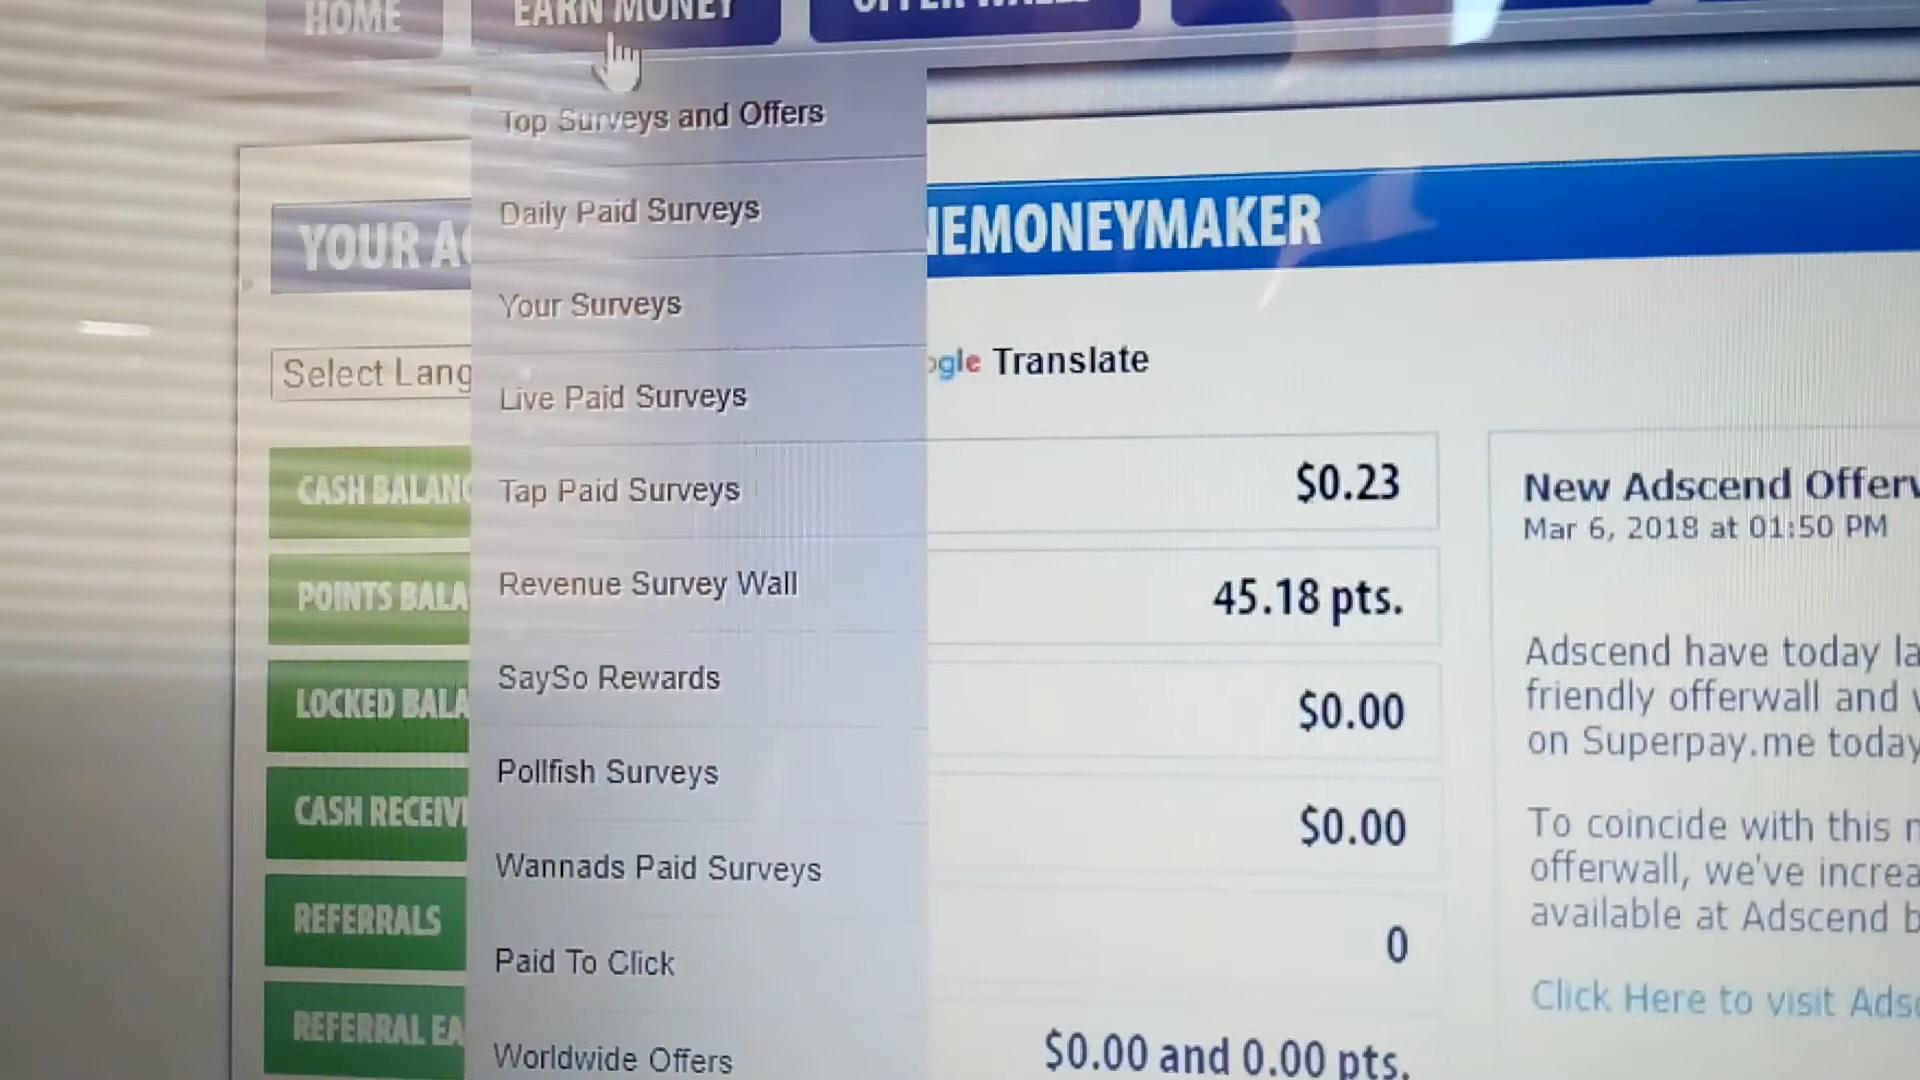 HOME
EARN MONEY
Top Surveys and Offers
Daily Paid Surveys
Your Surveys
Live Paid Surveys
Tap Paid Surveys
Revenue Survey Wall
SaySo Rewards
Pollfish Surveys
Wannads Paid Surveys
Paid To Click
Worldwide Offers
YOUR
NEMONEYMAKER
Select Lang
ogle Translate
CASH BALANC
$0.23
POINTS BALA
45.18 pts.
LOCKED BALA
$0.00
CASH RECEIV
$0.00
REFERRALS
0
REFERRAL EA
$0.00 and 0.00 pts.
New Adscend Offerw
Mar 6, 2018 at 01:50 PM
Adscend have today la
friendly offerwall and
on Superpay.me today
To coincide with this
offerwall, we've increa
available at Adscend b
Click Here to visit Adsc